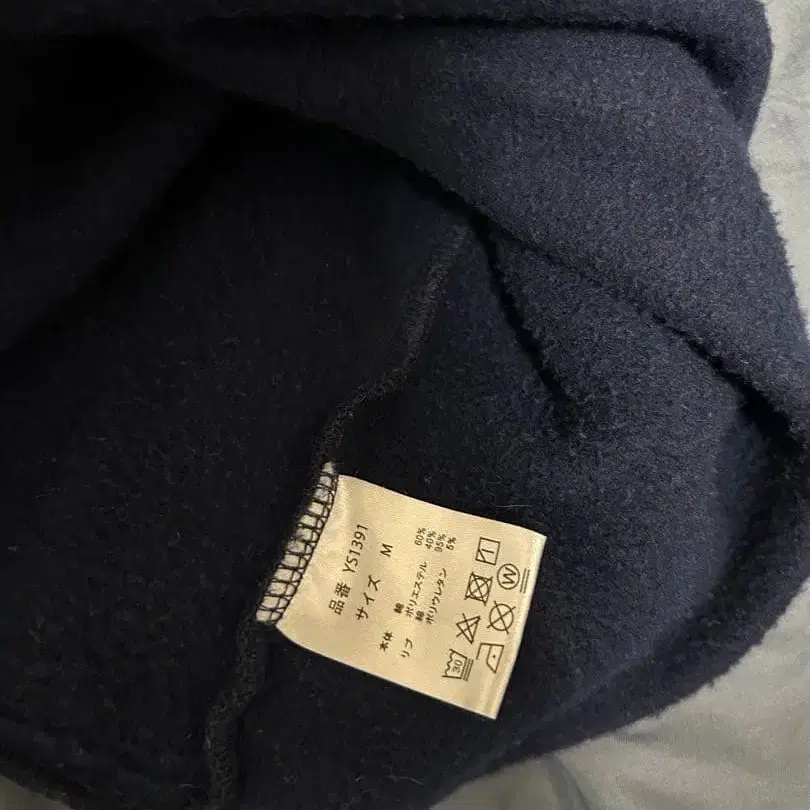 品番 YS1391
サイズ M
本体 綿 60%
ポリエステル 40%
リブ 綿 95%
ポリウレタン 5%
30
W